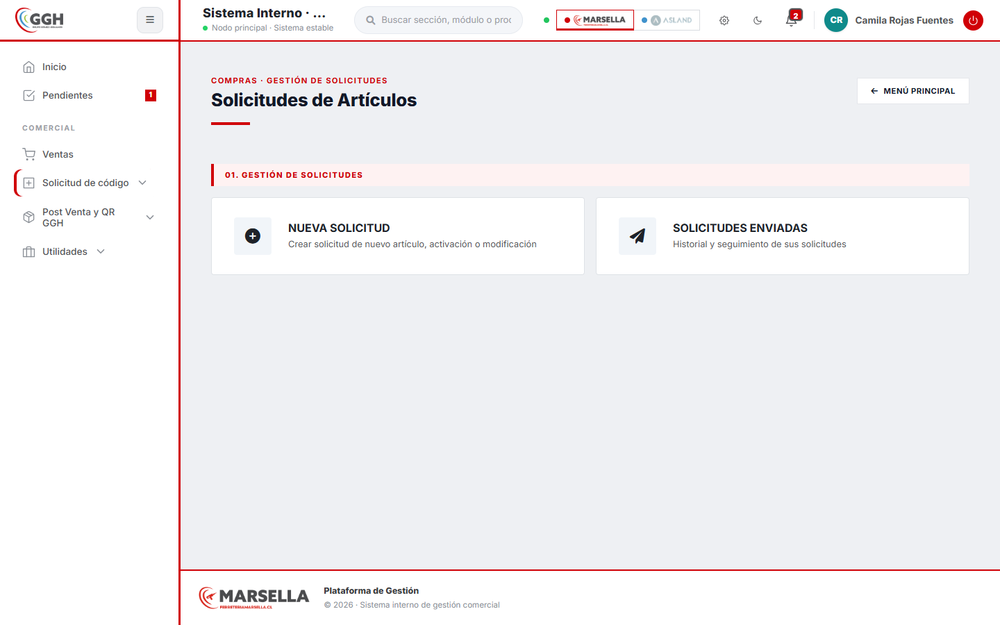 GGH
Sistema Interno · ...
Nodo principal · Sistema estable
Buscar sección, módulo o proc
MARSELLA
FERRETERIAMARSELLA.CL
ASLAND
2
CR
Camila Rojas Fuentes
Inicio
Pendientes
1
COMERCIAL
Ventas
Solicitud de código
Post Venta y QR
GGH
Utilidades
COMPRAS · GESTIÓN DE SOLICITUDES
Solicitudes de Artículos
MENÚ PRINCIPAL
01. GESTIÓN DE SOLICITUDES
NUEVA SOLICITUD
Crear solicitud de nuevo artículo, activación o modificación
SOLICITUDES ENVIADAS
Historial y seguimiento de sus solicitudes
MARSELLA
FERRETERIAMARSELLA.CL
Plataforma de Gestión
© 2026 · Sistema interno de gestión comercial